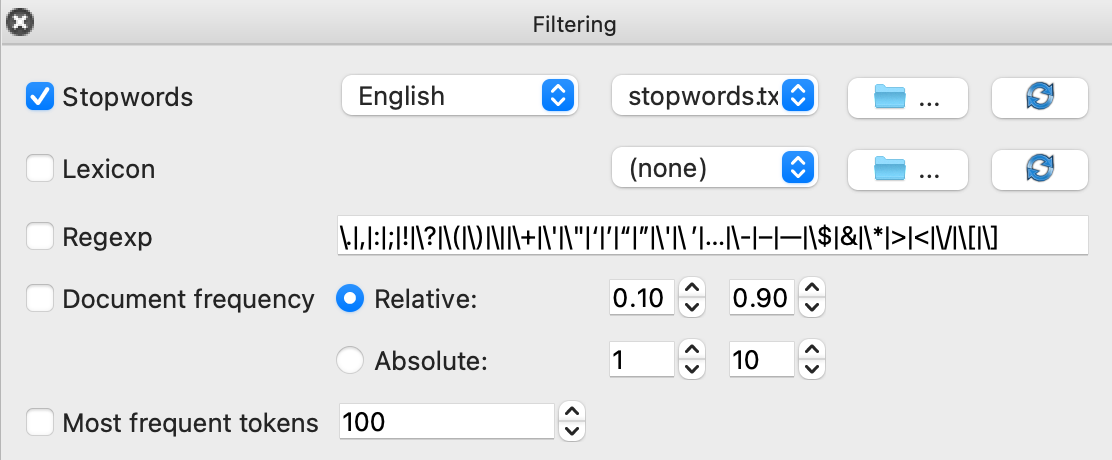 Filtering
Stopwords English stopwords.tx ...
Lexicon (none) ...
Regexp \.|,|:|;|!|\?|\(|\)|\||\+|\'|\"|‘|’|“|”|\'|\ ’|…|\-|–|—|\$|&|\*|>|<|\/|\[|\]
Document frequency Relative: 0.10 0.90
Absolute: 1 10
Most frequent tokens 100